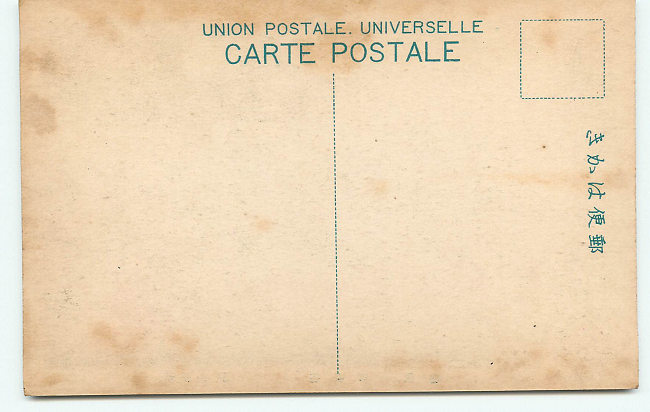 UNION POSTALE. UNIVERSELLE
CARTE POSTALE
郵便はかき